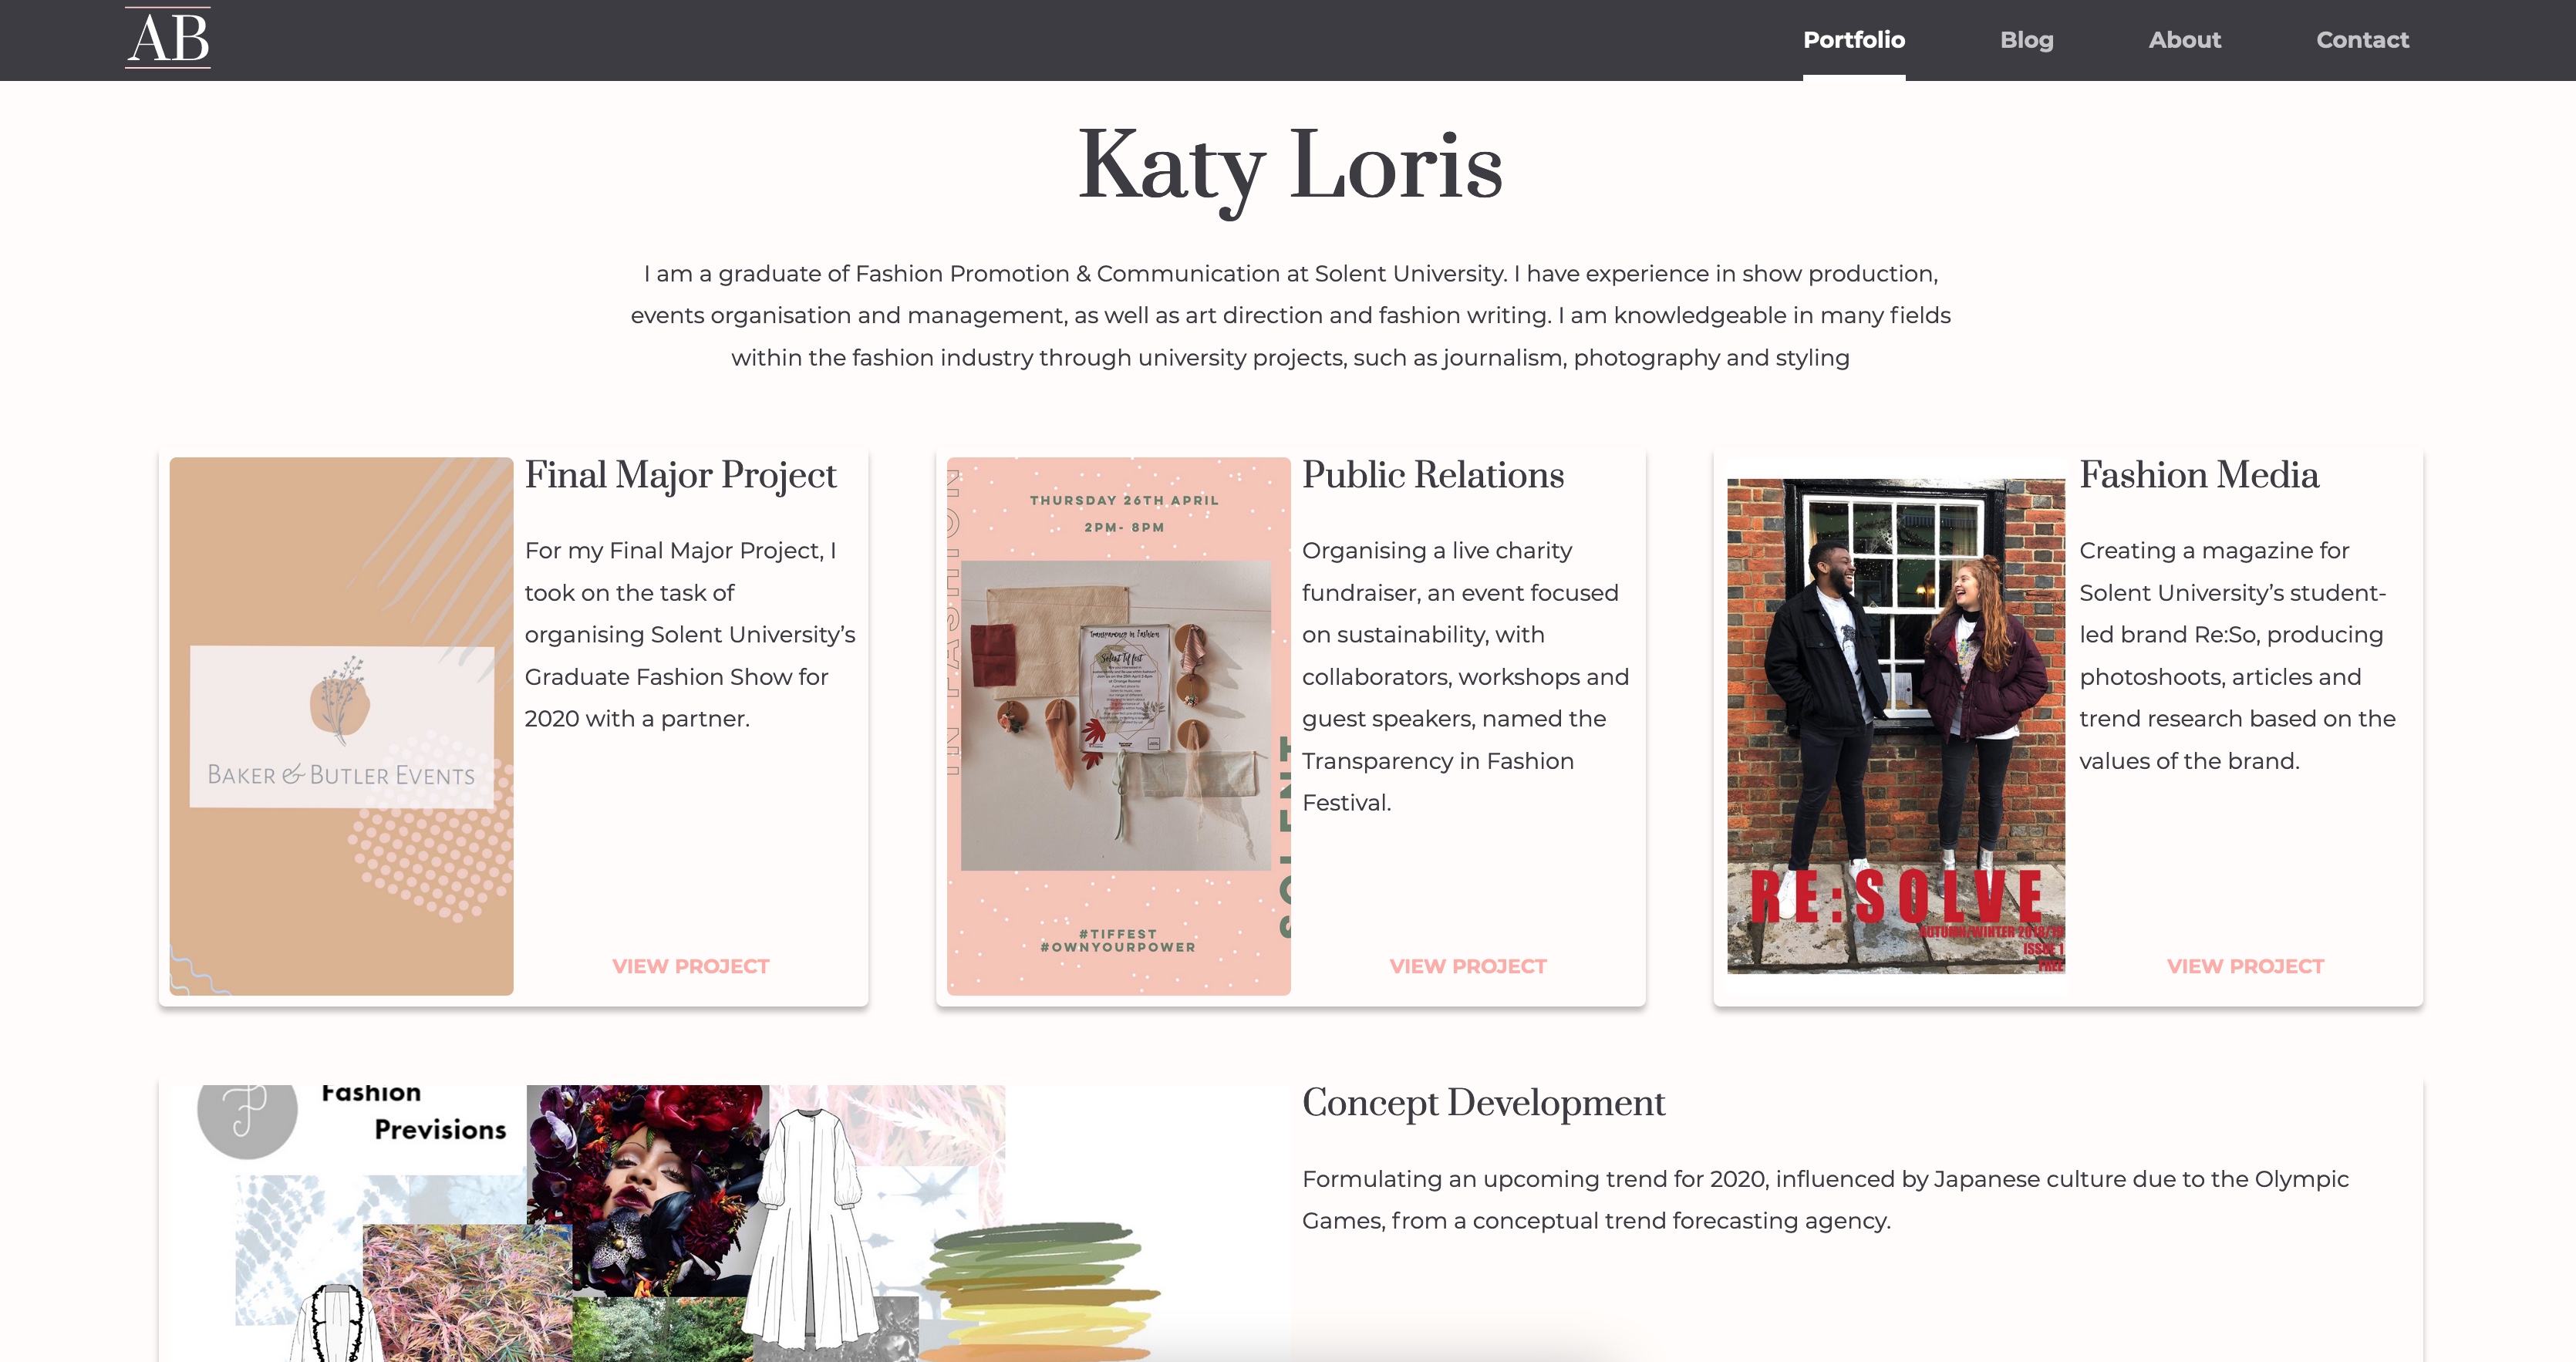 AB
Portfolio
Blog
About
Contact
Katy Loris
I am a graduate of Fashion Promotion & Communication at Solent University. I have experience in show production,
events organisation and management, as well as art direction and fashion writing. I am knowledgeable in many fields
within the fashion industry through university projects, such as journalism, photography and styling
BAKER & BUTLER EVENTS
Final Major Project
For my Final Major Project, I
took on the task of
organising Solent University’s
Graduate Fashion Show for
2020 with a partner.
VIEW PROJECT
IN FASHION
THURSDAY 26TH APRIL
2PM- 8PM
Transparency in Fashion
Solent Tiffest
#TIFFEST
#OWNYOURPOWER
SOLENT
Public Relations
Organising a live charity
fundraiser, an event focused
on sustainability, with
collaborators, workshops and
guest speakers, named the
Transparency in Fashion
Festival.
VIEW PROJECT
RE:SOLVE
AUTUMN/WINTER 2018/19
ISSUE 1
FREE
Fashion Media
Creating a magazine for
Solent University’s student-
led brand Re:So, producing
photoshoots, articles and
trend research based on the
values of the brand.
VIEW PROJECT
Fashion
Previsions
Concept Development
Formulating an upcoming trend for 2020, influenced by Japanese culture due to the Olympic
Games, from a conceptual trend forecasting agency.